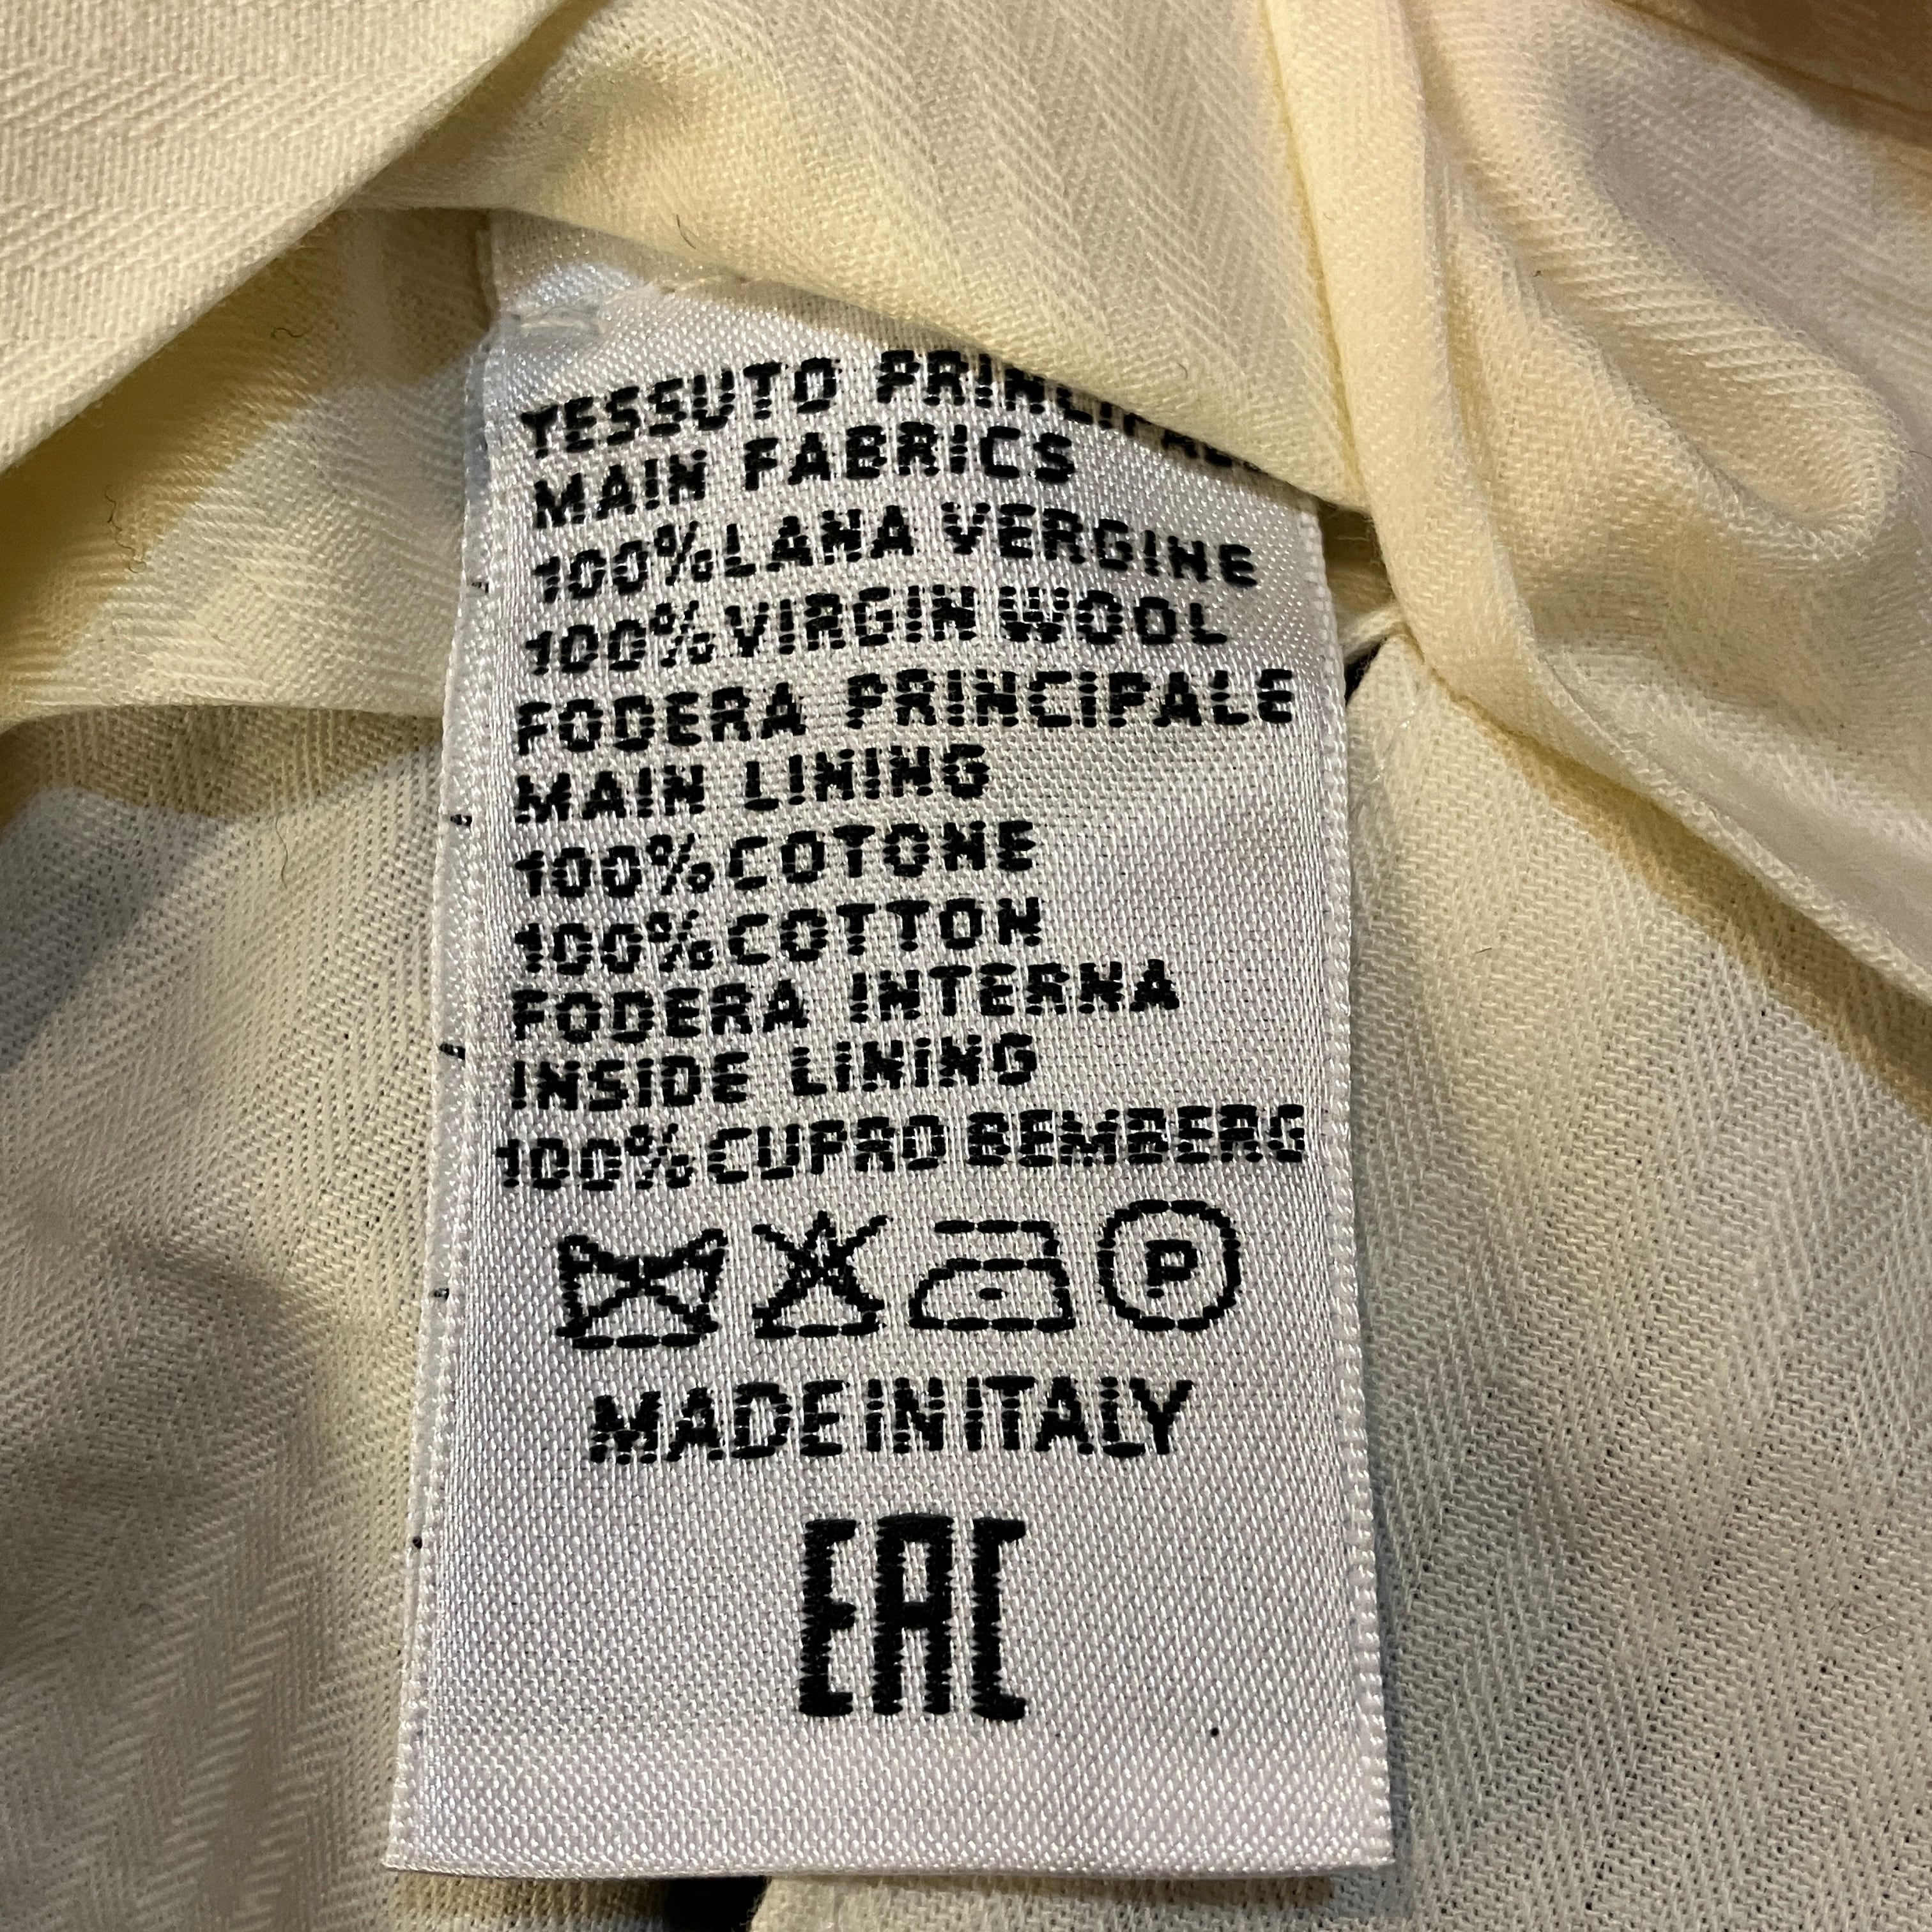 TESSUTO PRINCIPALE
MAIN FABRICS
100% LANA VERGINE
100% VIRGIN WOOL
FODERA PRINCIPALE
MAIN LINING
100% COTONE
100% COTTON
FODERA INTERNA
INSIDE LINING
100% CUPRO BEMBERG
P
MADE IN ITALY
EAC